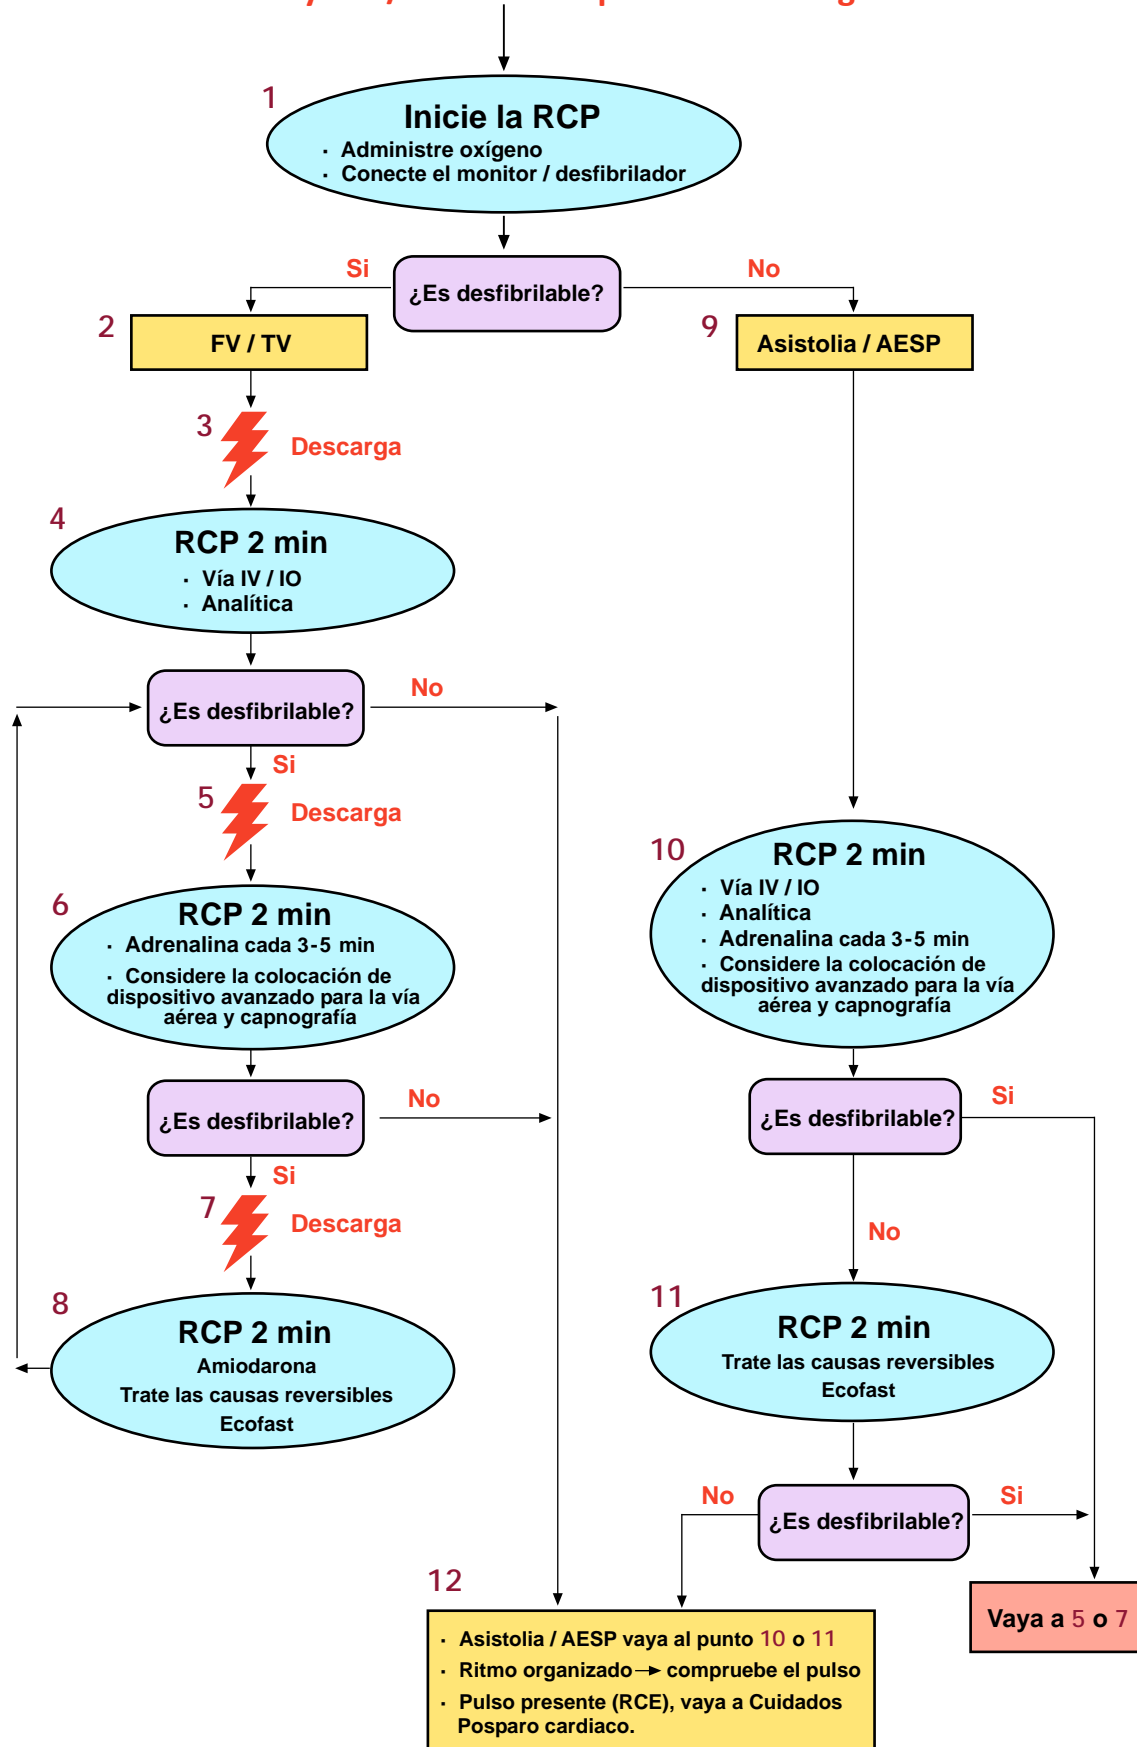 1
Inicie la RCP
· Administre oxígeno
· Conecte el monitor / desfibrilador
Si
¿Es desfibrilable?
No
2
FV / TV
9
Asistolia / AESP
3
Descarga
4
RCP 2 min
· Vía IV / IO
· Analítica
¿Es desfibrilable?
No
Si
5
Descarga
6
RCP 2 min
· Adrenalina cada 3-5 min
· Considere la colocación de
dispositivo avanzado para la vía
aérea y capnografía
¿Es desfibrilable?
No
Si
7
Descarga
8
RCP 2 min
Amiodarona
Trate las causas reversibles
Ecofast
10
RCP 2 min
· Vía IV / IO
· Analítica
· Adrenalina cada 3-5 min
· Considere la colocación de
dispositivo avanzado para la vía
aérea y capnografía
¿Es desfibrilable?
Si
No
11
RCP 2 min
Trate las causas reversibles
Ecofast
No
¿Es desfibrilable?
Si
12
· Asistolia / AESP vaya al punto 10 o 11
· Ritmo organizado → compruebe el pulso
· Pulso presente (RCE), vaya a Cuidados
Posparo cardiaco.
Vaya a 5 o 7